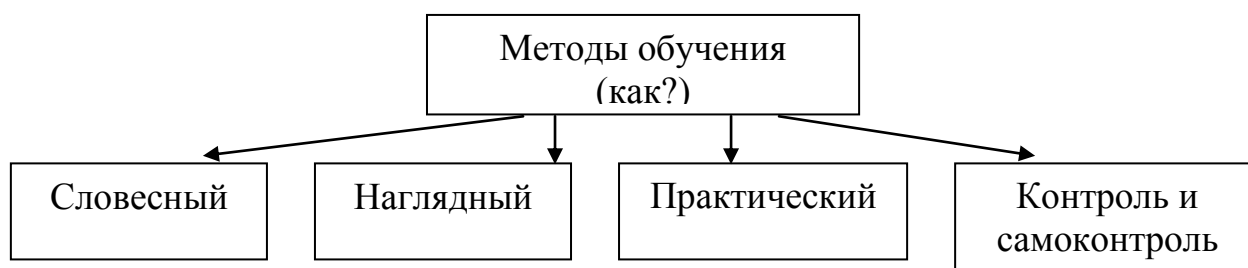 Методы обучения
(как?)
Словесный
Наглядный
Практический
Контроль и
самоконтроль